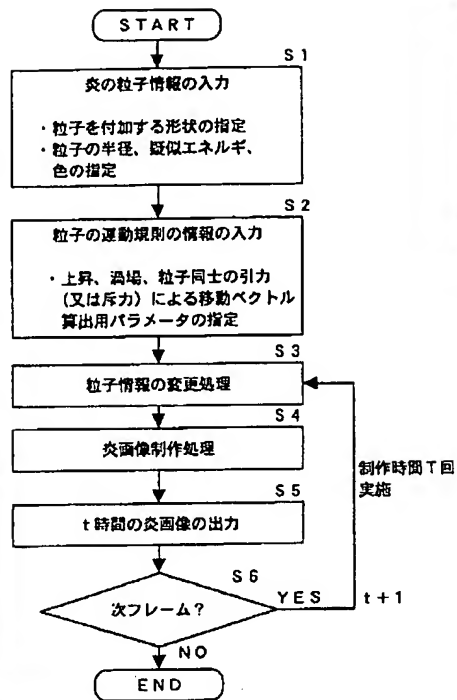 START
S1
炎の粒子情報の入力
・粒子を付加する形状の指定
・粒子の半径、疑似エネルギ、
色の指定
S2
粒子の運動規則の情報の入力
・上昇、渦場、粒子同士の引力
(又は斥力)による移動ベクトル
算出用パラメータの指定
S3
粒子情報の変更処理
S4
炎画像制作処理
制作時間T回
実施
S5
t時間の炎画像の出力
S6
次フレーム?
YES
t+1
NO
END